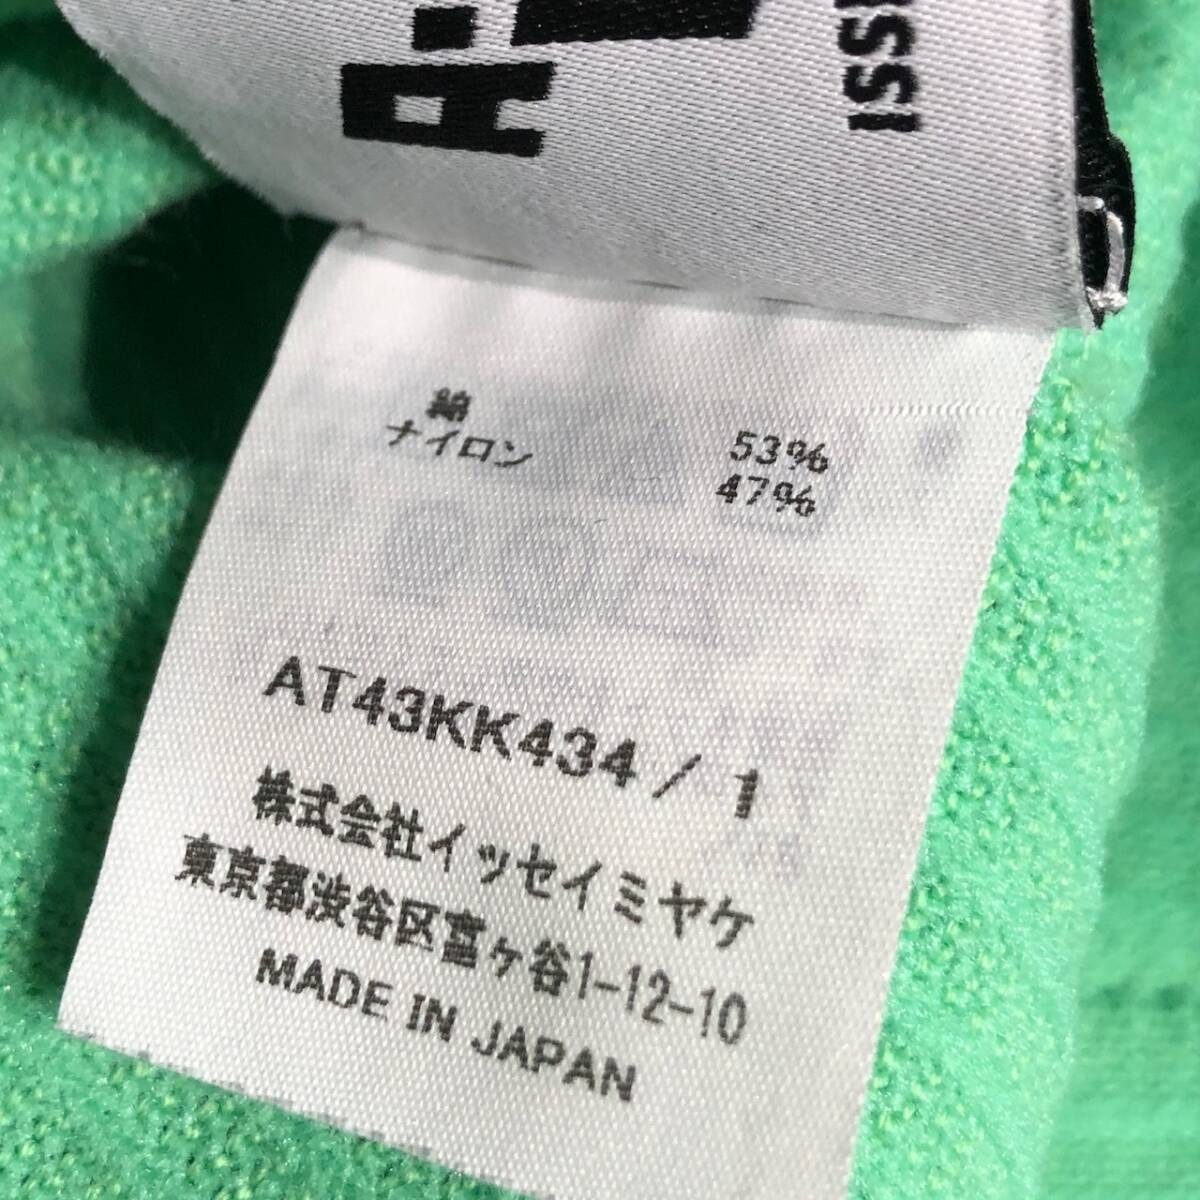 A:
ISS
綿 53%
ナイロン 47%
AT43KK434 / 1
株式会社イッセイミヤケ
東京都渋谷区富ヶ谷1-12-10
MADE IN JAPAN